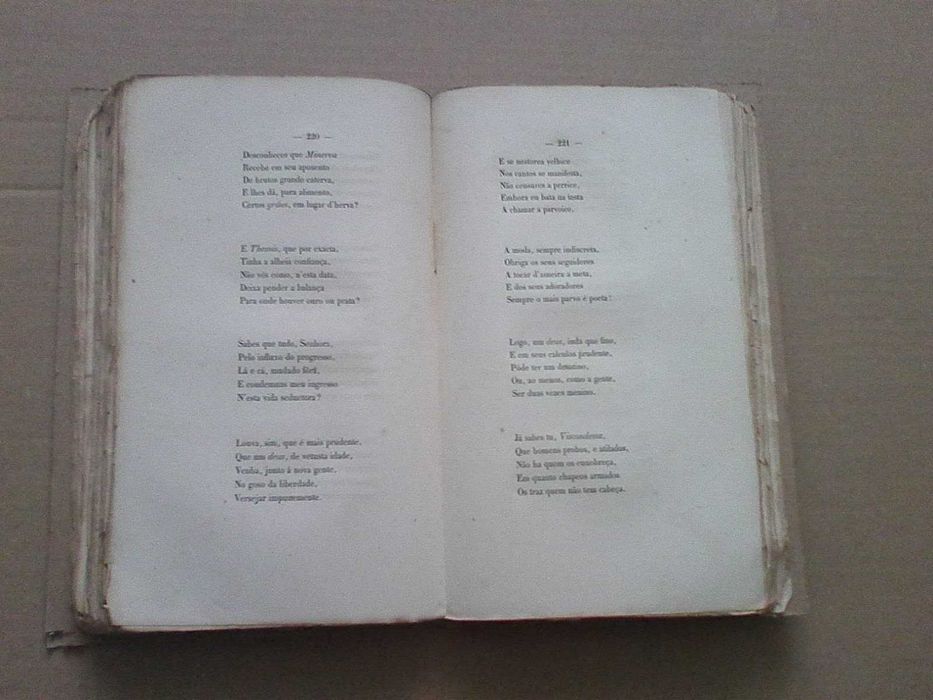 — 220 —
Desconheces que Minerva
Recebe em seu aposento
De brutos grande caterva,
E lhes dá, para alimento,
Certos grãos, em lugar d'herva?
E Themis, que por exacta,
Tinha a alheia confiança,
Não vês como, n'esta data,
Deixa pender a balança
Para onde houver ouro ou prata?
Sabes que tudo, Senhora,
Pelo influxo do progresso,
Lá e cá, mudado fôra,
E condemnas meu ingresso
N'esta vida seductora?
Louva, sim, que é mais prudente,
Que um deus, de vetusta idade,
Venha, junto á nova gente,
No goso da liberdade,
Versejar impunemente.
— 221 —
E se nestorea velhice
Nos cantos se manifesta,
Não censures a perrice,
Embora eu bata na testa
A chamar a parvoice.
A moda, sempre indiscreta,
Obriga os seus seguidores
A tocar d'asneira a meta,
E dos seus adoradores
Sempre o mais parvo é poeta!
Logo, um deus, inda que fino,
E em seus calculos prudente,
Póde ter um desatino,
Ou, ao menos, como a gente,
Ser duas vezes menino.
Já sabes tu, Viscondessa,
Que homens probos, e atilados,
Não ha quem os ennobreça,
Em quanto chapeos armados
Os traz quem não tem cabeça.